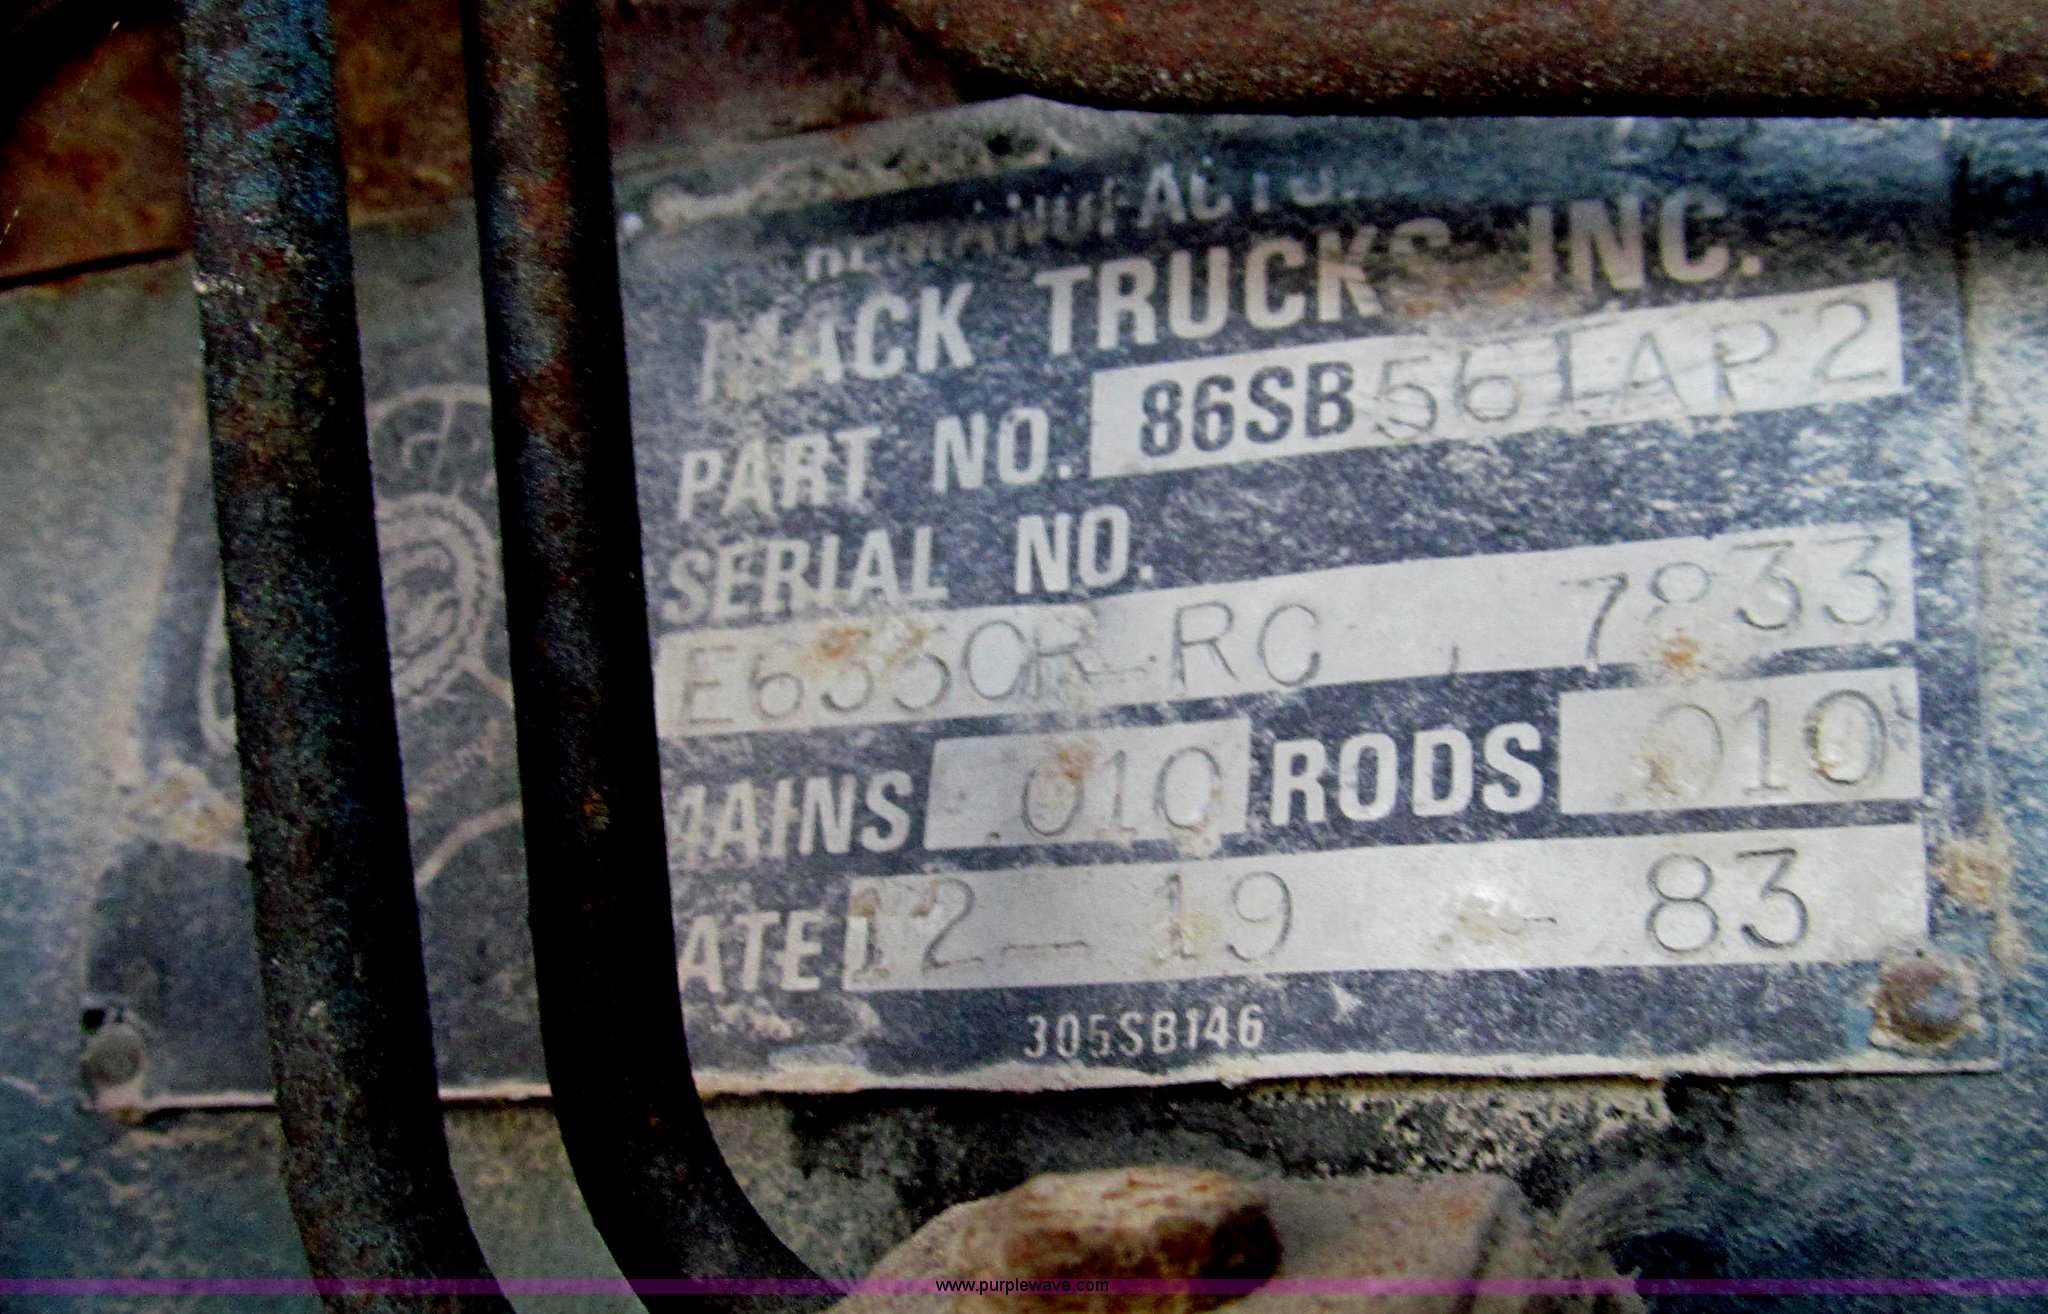 MACK TRUCKS INC.
PART NO. 86SB561AP2
SERIAL NO.
E6350R-RC 7833
MAINS .010 RODS .010
DATE 12-19-83
305SB146
www.purplewave.com